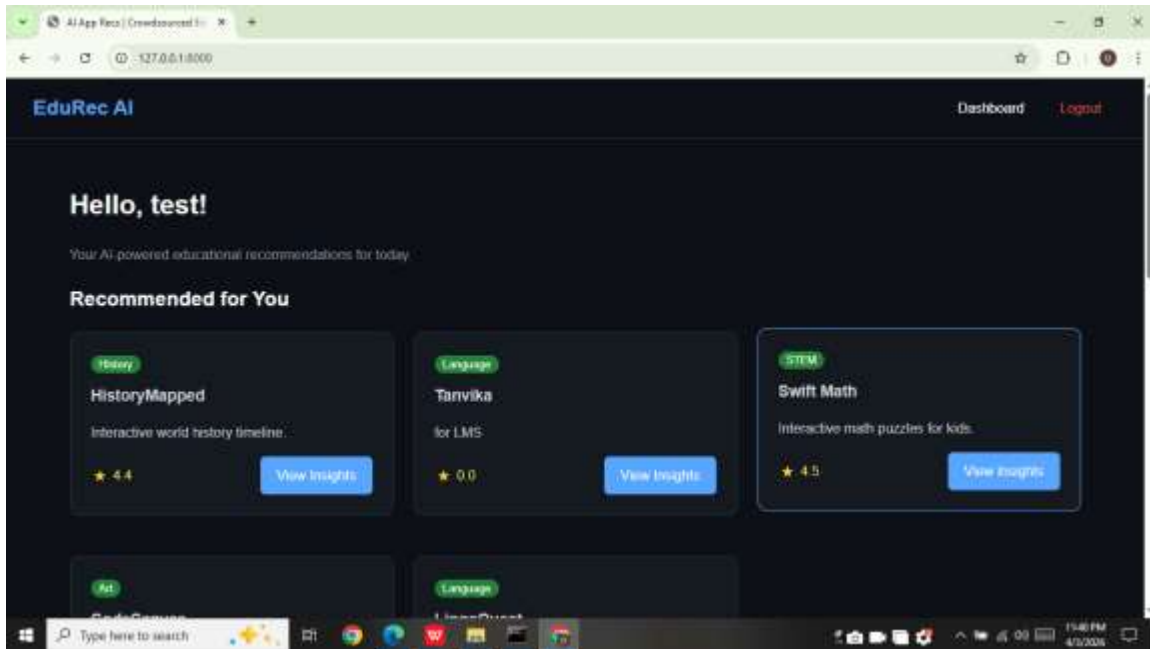 AI App Recs | Crowdsourced
127.0.0.1:8000
EduRec AI
Dashboard
Logout
Hello, test!
Your AI-powered educational recommendations for today
Recommended for You
History
HistoryMapped
Interactive world history timeline.
★ 4.4
View Insights
Language
Tanvika
for LMS
★ 0.0
View Insights
STEM
Swift Math
Interactive math puzzles for kids.
★ 4.5
View Insights
Art
Language
LingoQuest
Type here to search